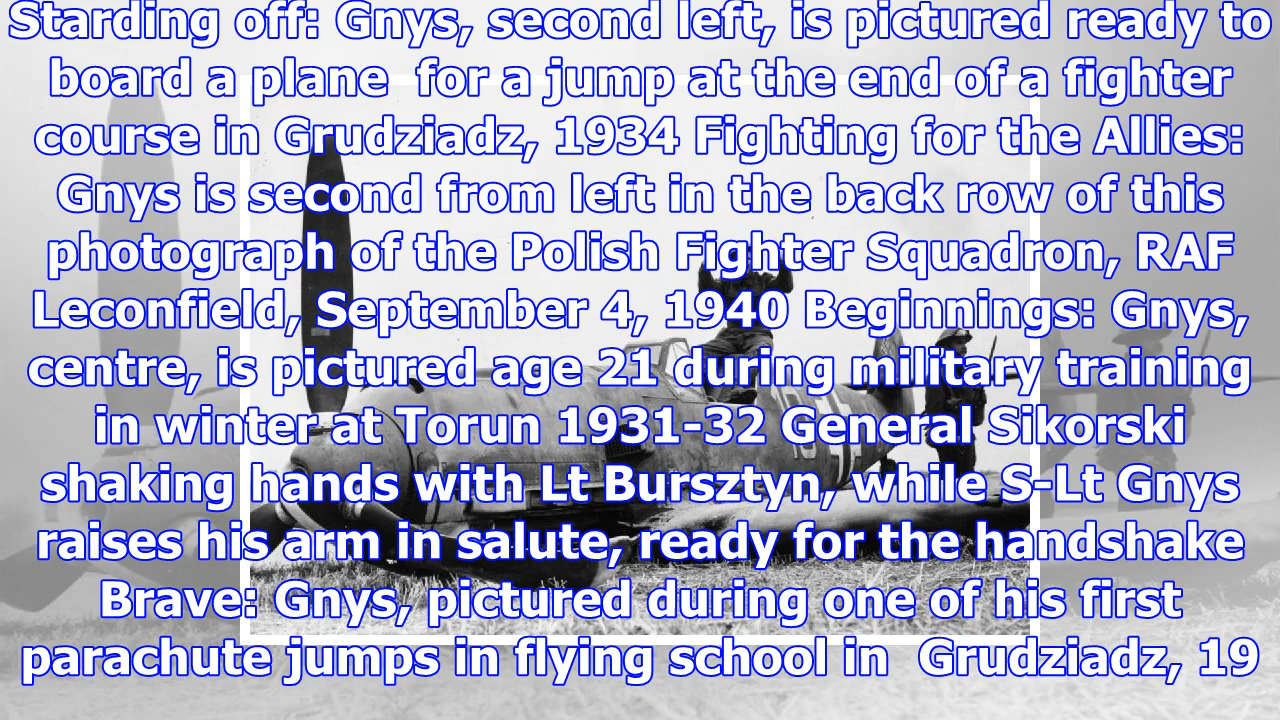 Starding off: Gnys, second left, is pictured ready to
board a plane  for a jump at the end of a fighter
course in Grudziadz, 1934 Fighting for the Allies:
Gnys is second from left in the back row of this
photograph of the Polish Fighter Squadron, RAF
Leconfield, September 4, 1940 Beginnings: Gnys,
centre, is pictured age 21 during military training
in winter at Torun 1931-32 General Sikorski
shaking hands with Lt Bursztyn, while S-Lt Gnys
raises his arm in salute, ready for the handshake
Brave: Gnys, pictured during one of his first
parachute jumps in flying school in  Grudziadz, 19